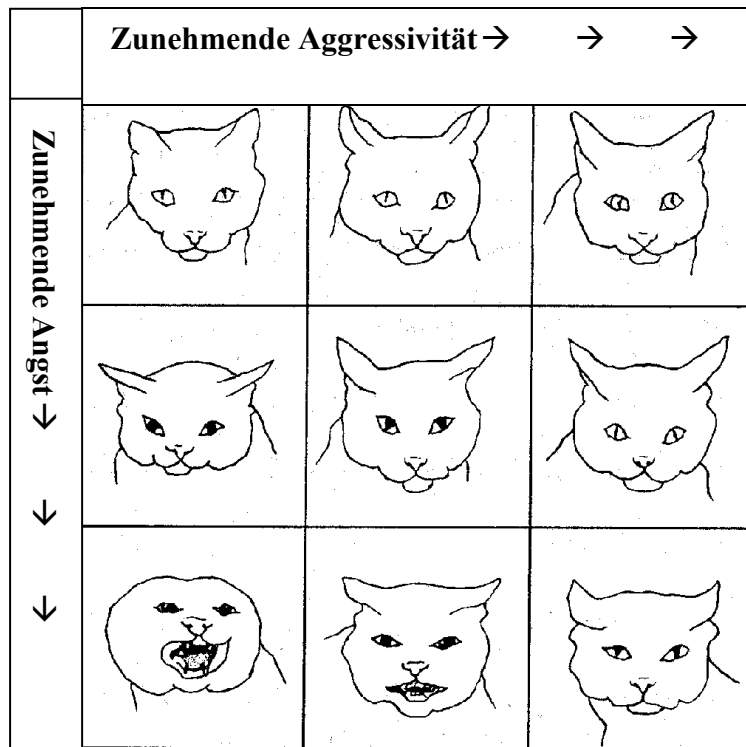 Zunehmende Aggressivität → → →
Zunehmende Angst → → →